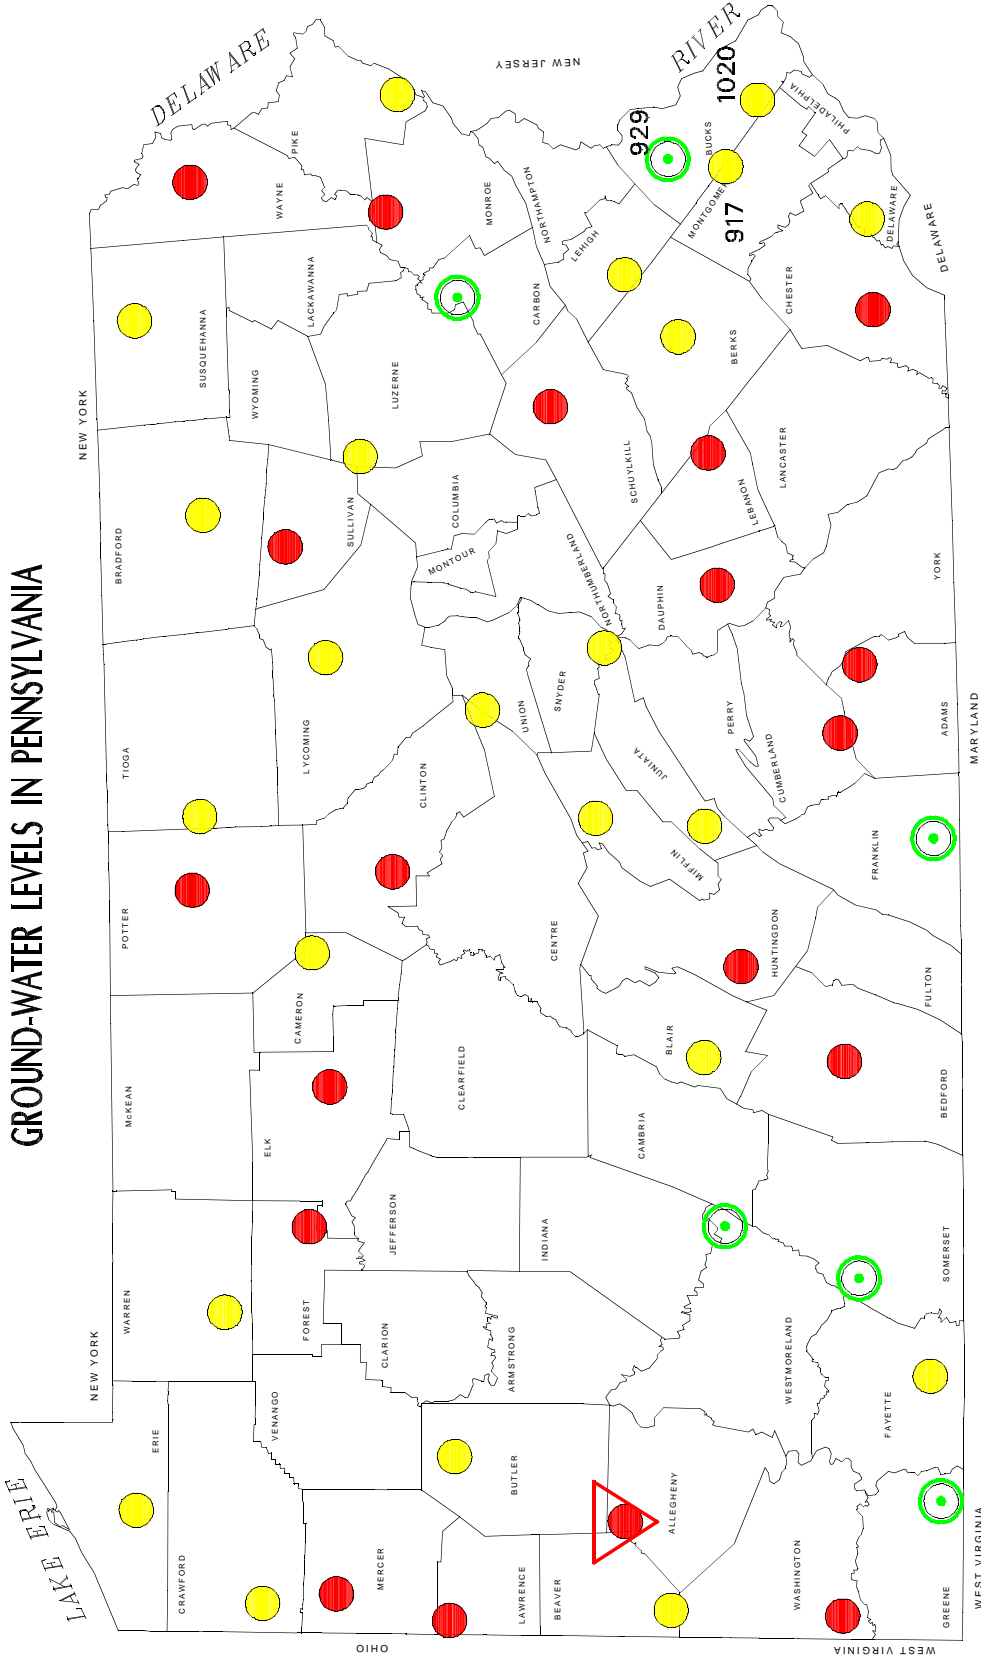 GROUND-WATER LEVELS IN PENNSYLVANIA
LAKE ERIE
NEW YORK
NEW YORK
DELAWARE
RIVER
NEW JERSEY
OHIO
WEST VIRGINIA
WEST VIRGINIA
MARYLAND
DELAWARE
ERIE
CRAWFORD
WARREN
McKEAN
POTTER
TIOGA
BRADFORD
SUSQUEHANNA
WAYNE
PIKE
MERCER
VENANGO
FOREST
ELK
CAMERON
CLINTON
LYCOMING
SULLIVAN
WYOMING
LACKAWANNA
LUZERNE
MONROE
LAWRENCE
BUTLER
CLARION
JEFFERSON
CLEARFIELD
CENTRE
UNION
SNYDER
MONTOUR
COLUMBIA
NORTHUMBERLAND
CARBON
NORTHAMPTON
LEHIGH
SCHUYLKILL
BEAVER
ALLEGHENY
ARMSTRONG
INDIANA
CAMBRIA
BLAIR
HUNTINGDON
MIFFLIN
JUNIATA
PERRY
DAUPHIN
LEBANON
BERKS
MONTGOMER
BUCKS
PHILADELPHIA
929
1020
917
WASHINGTON
GREENE
FAYETTE
WESTMORELAND
SOMERSET
BEDFORD
FULTON
FRANKLIN
CUMBERLAND
ADAMS
YORK
LANCASTER
CHESTER
DELAWARE